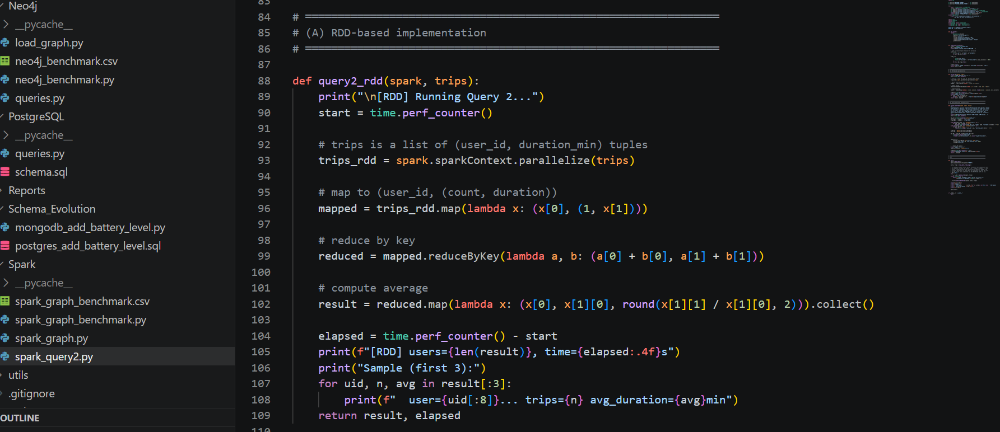 Neo4j
__pycache__
load_graph.py
neo4j_benchmark.csv
neo4j_benchmark.py
queries.py
PostgreSQL
__pycache__
queries.py
schema.sql
Reports
Schema_Evolution
mongodb_add_battery_level.py
postgres_add_battery_level.sql
Spark
__pycache__
spark_graph_benchmark.csv
spark_graph_benchmark.py
spark_graph.py
spark_query2.py
utils
.gitignore
OUTLINE
83
84 # ════════════════════════════════════════════════════════════════
85 # (A) RDD-based implementation
86 # ════════════════════════════════════════════════════════════════
87
88 def query2_rdd(spark, trips):
89     print("\n[RDD] Running Query 2...")
90     start = time.perf_counter()
91
92     # trips is a list of (user_id, duration_min) tuples
93     trips_rdd = spark.sparkContext.parallelize(trips)
94
95     # map to (user_id, (count, duration))
96     mapped = trips_rdd.map(lambda x: (x[0], (1, x[1])))
97
98     # reduce by key
99     reduced = mapped.reduceByKey(lambda a, b: (a[0] + b[0], a[1] + b[1]))
100
101     # compute average
102     result = reduced.map(lambda x: (x[0], x[1][0], round(x[1][1] / x[1][0], 2))).collect()
103
104     elapsed = time.perf_counter() - start
105     print(f"[RDD] users={len(result)}, time={elapsed:.4f}s")
106     print("Sample (first 3):")
107     for uid, n, avg in result[:3]:
108         print(f"  user={uid[:8]}... trips={n} avg_duration={avg}min")
109     return result, elapsed
110